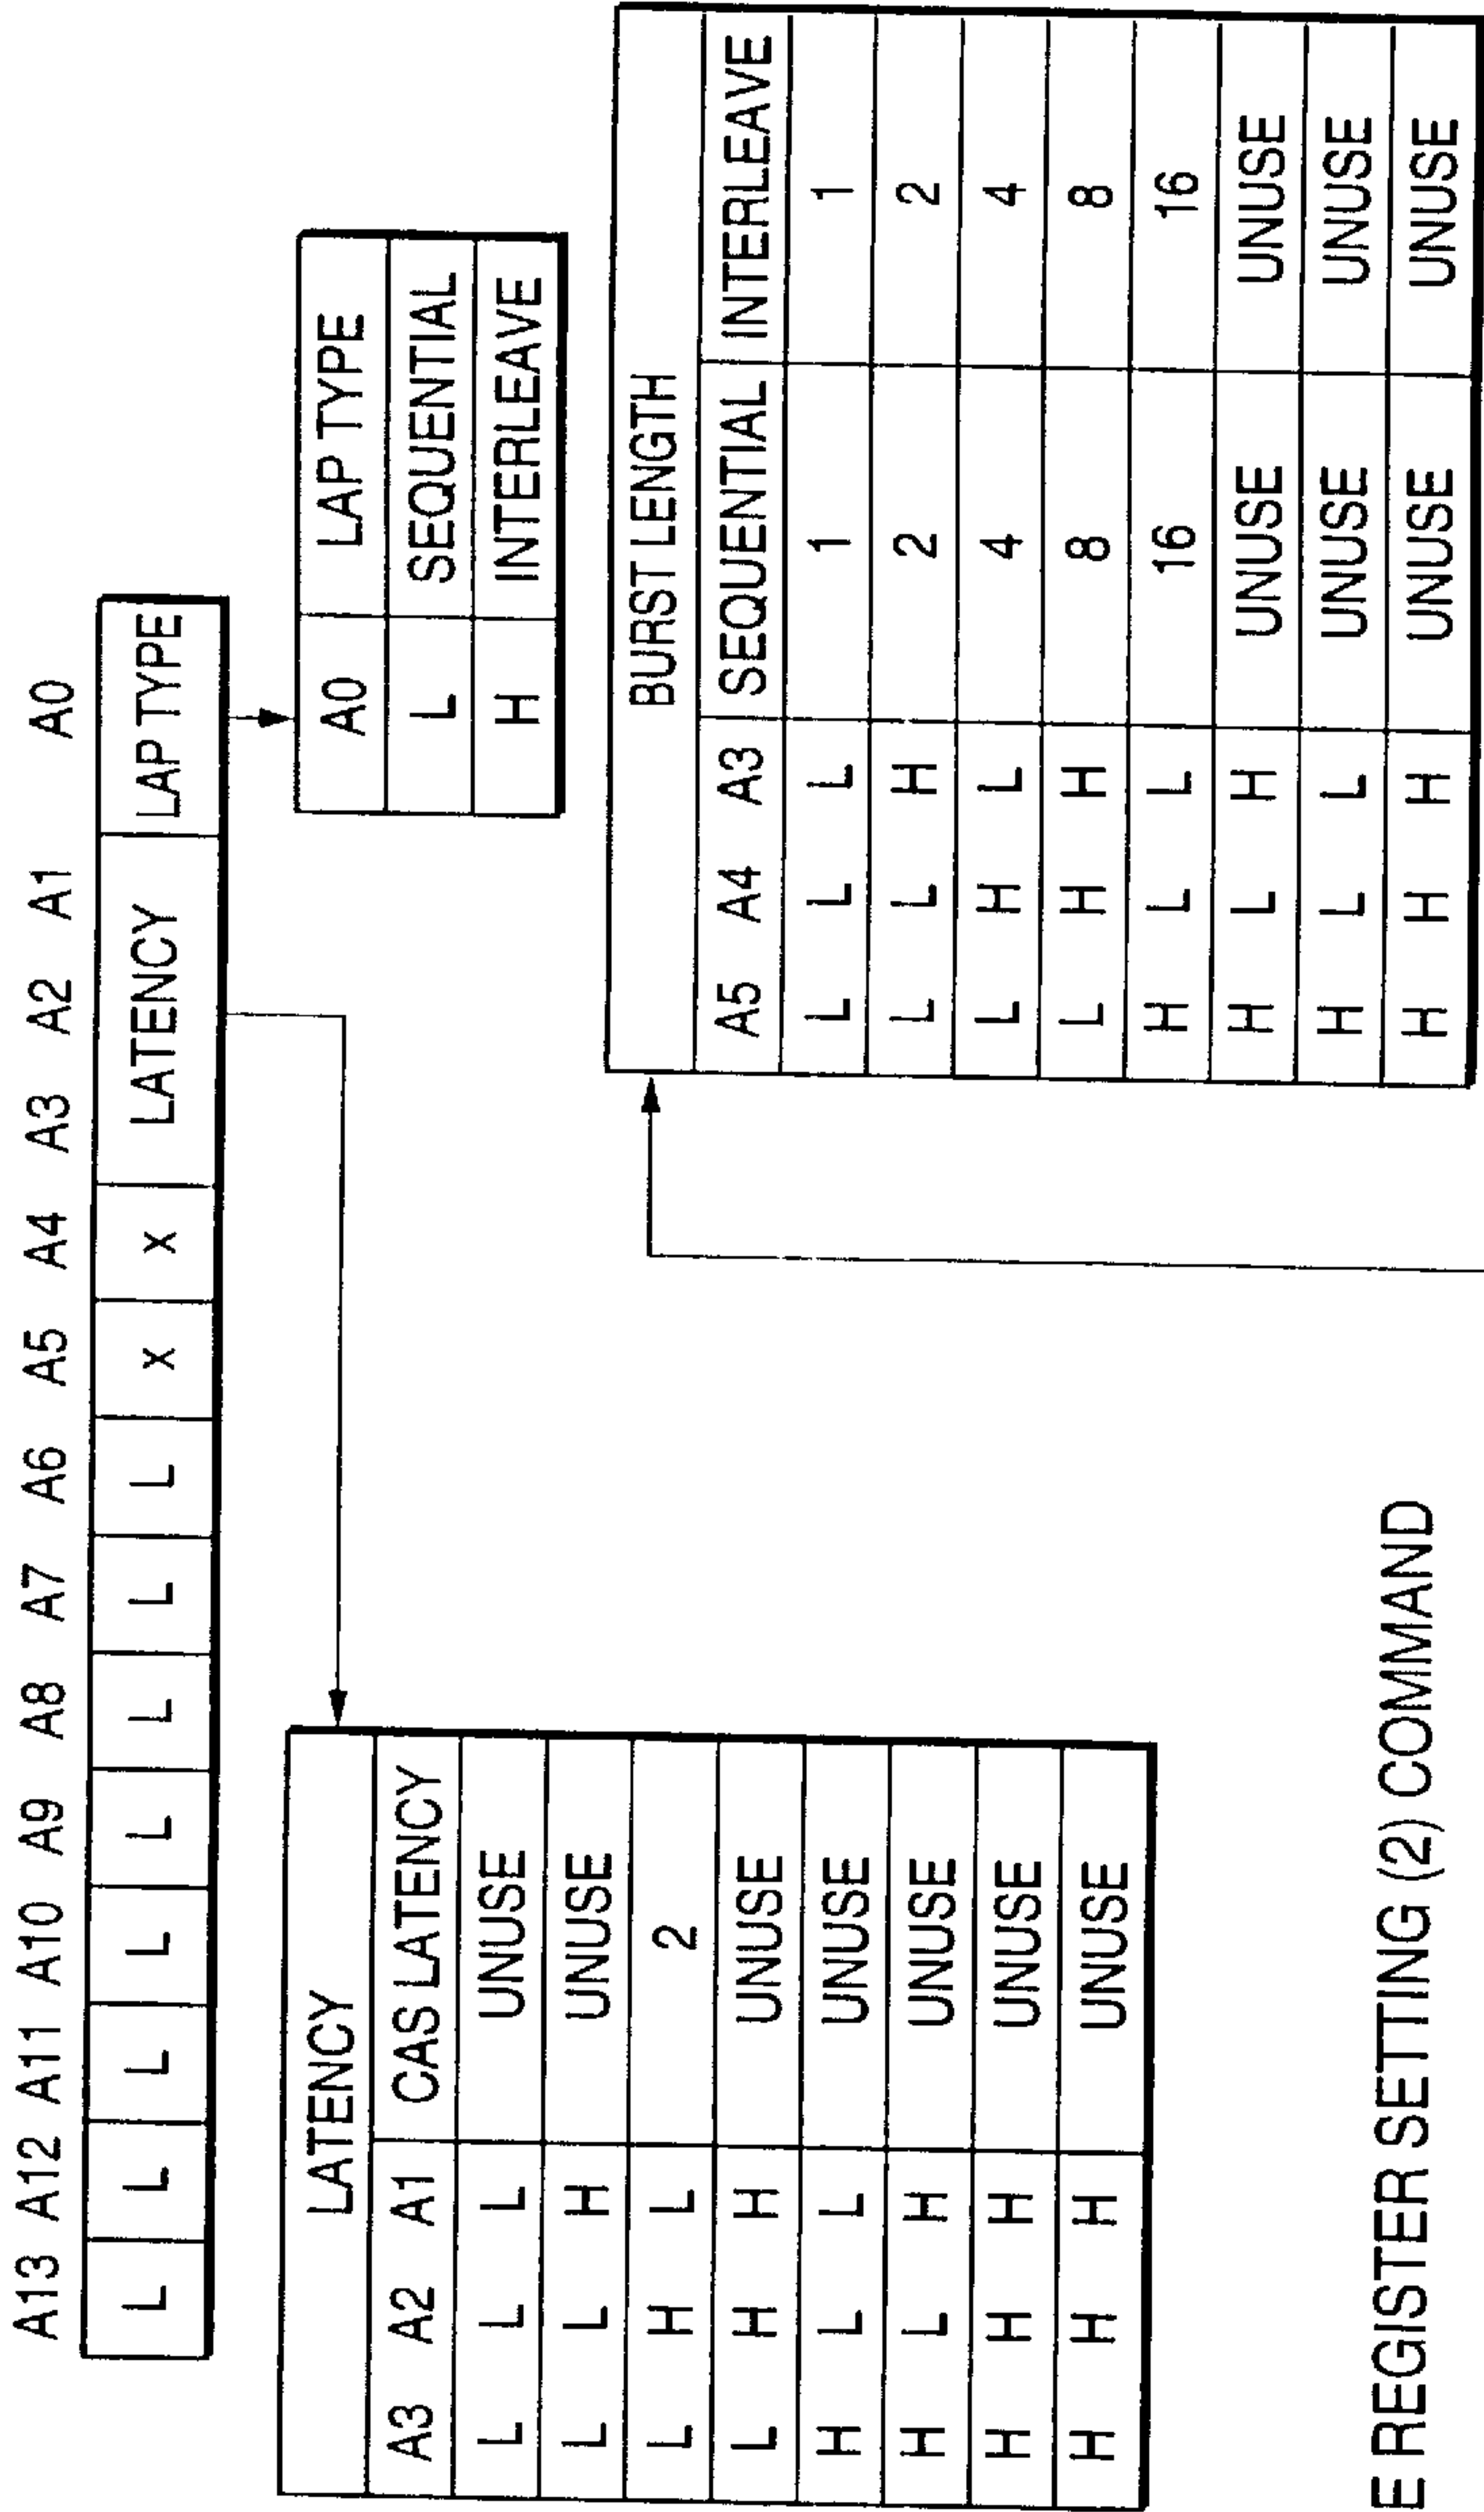 A13 A12 A11 A10 A9 A8 A7 A6 A5 A4 A3 A2 A1 A0
L L L L L L L L x x LATENCY LAP TYPE
LATENCY
A3 A2 A1 CAS LATENCY
L L L UNUSE
L L H UNUSE
L H L 2
L H H UNUSE
H L L UNUSE
H L H UNUSE
H H H UNUSE
H H H UNUSE
A0 LAP TYPE
L SEQUENTIAL
H INTERLEAVE
BURST LENGTH
A5 A4 A3 SEQUENTIAL INTERLEAVE
L L L 1 1
L L H 2 2
L H L 4 4
L H H 8 8
H L L 16 16
H L H UNUSE UNUSE
H L L UNUSE UNUSE
H H H UNUSE UNUSE
E REGISTER SETTING (2) COMMAND